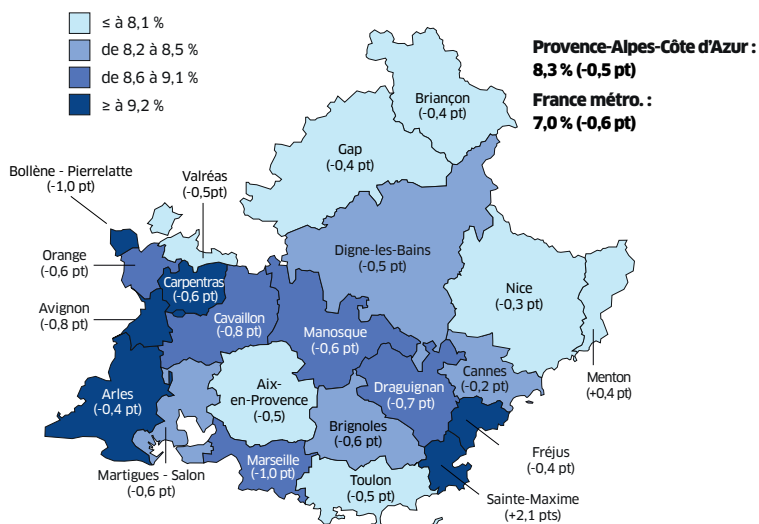 ≤ à 8,1 %
de 8,2 à 8,5 %
de 8,6 à 9,1 %
≥ à 9,2 %
Provence-Alpes-Côte d'Azur :
8,3 % (-0,5 pt)
France métro. :
7,0 % (-0,6 pt)
Briançon
(-0,4 pt)
Gap
(-0,4 pt)
Bollène - Pierrelatte
(-1,0 pt)
Valréas
(-0,5pt)
Orange
(-0,6 pt)
Digne-les-Bains
(-0,5 pt)
Carpentras
(-0,6 pt)
Nice
(-0,3 pt)
Avignon
(-0,8 pt)
Cavaillon
(-0,8 pt)
Manosque
(-0,6 pt)
Menton
(+0,4 pt)
Arles
(-0,4 pt)
Aix-
en-Provence
(-0,5)
Draguignan
(-0,7 pt)
Cannes
(-0,2 pt)
Brignoles
(-0,6 pt)
Fréjus
(-0,4 pt)
Martigues - Salon
(-0,6 pt)
Marseille
(-1,0 pt)
Toulon
(-0,5 pt)
Sainte-Maxime
(+2,1 pts)